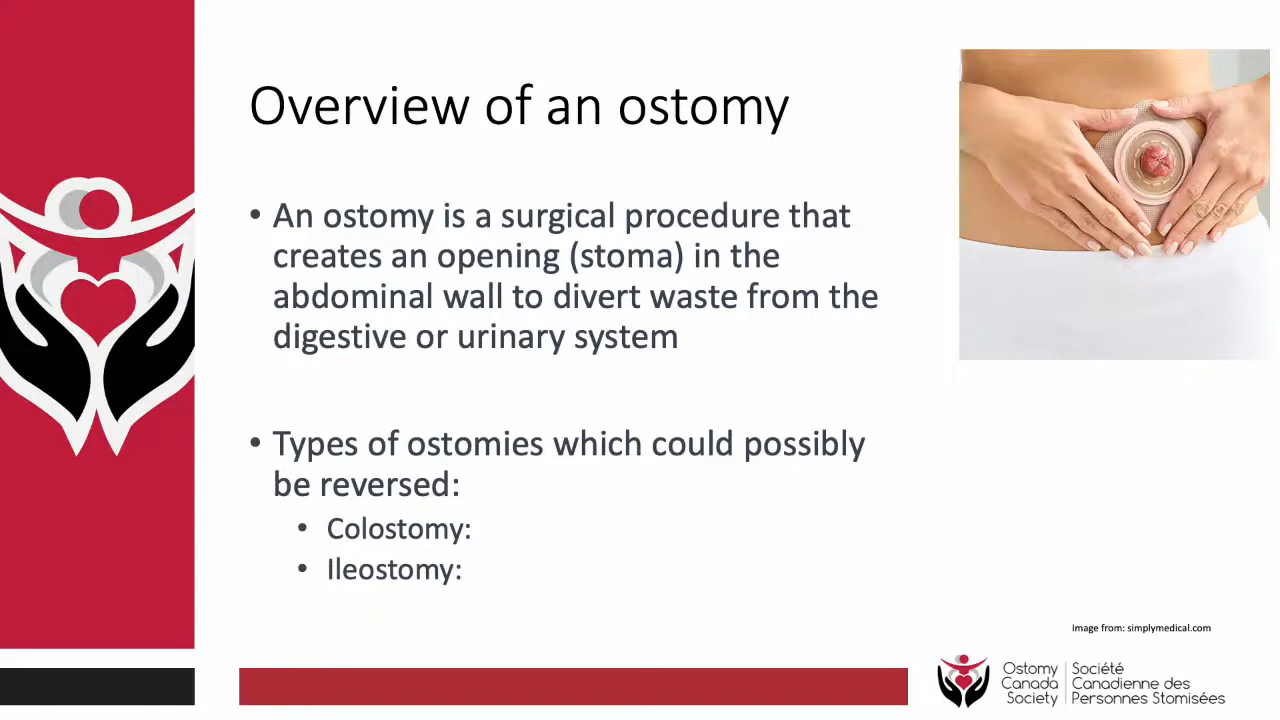 Overview of an ostomy
• An ostomy is a surgical procedure that
creates an opening (stoma) in the
abdominal wall to divert waste from the
digestive or urinary system
• Types of ostomies which could possibly
be reversed:
• Colostomy:
• Ileostomy:
Image from: simplymedical.com
Ostomy
Canada
Society
Société
Canadienne des
Personnes Stomisées